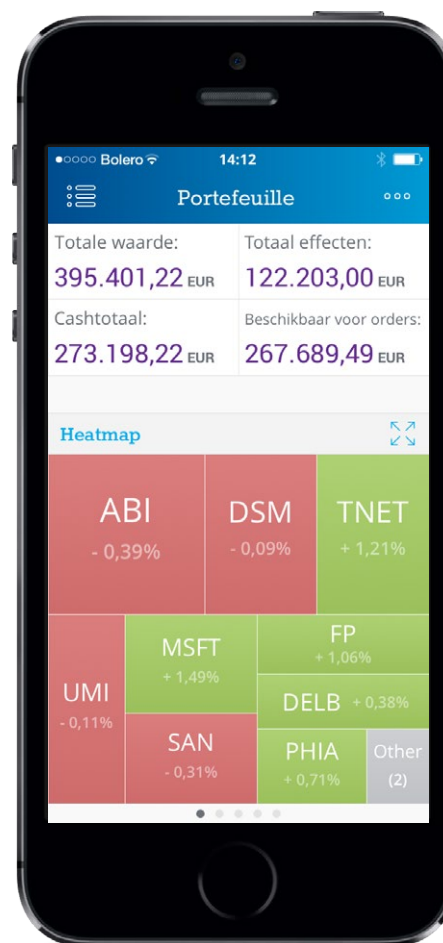 Bolero 14:12
Portefeuille
Totale waarde: Totaal effecten:
395.401,22 EUR 122.203,00 EUR
Cashtotaal: Beschikbaar voor orders:
273.198,22 EUR 267.689,49 EUR
Heatmap
ABI
- 0,39%
DSM
- 0,09%
TNET
+ 1,21%
UMI
- 0,11%
MSFT
+ 1,49%
SAN
- 0,31%
FP
+ 1,06%
DELB + 0,38%
PHIA
+ 0,71%
Other
(2)